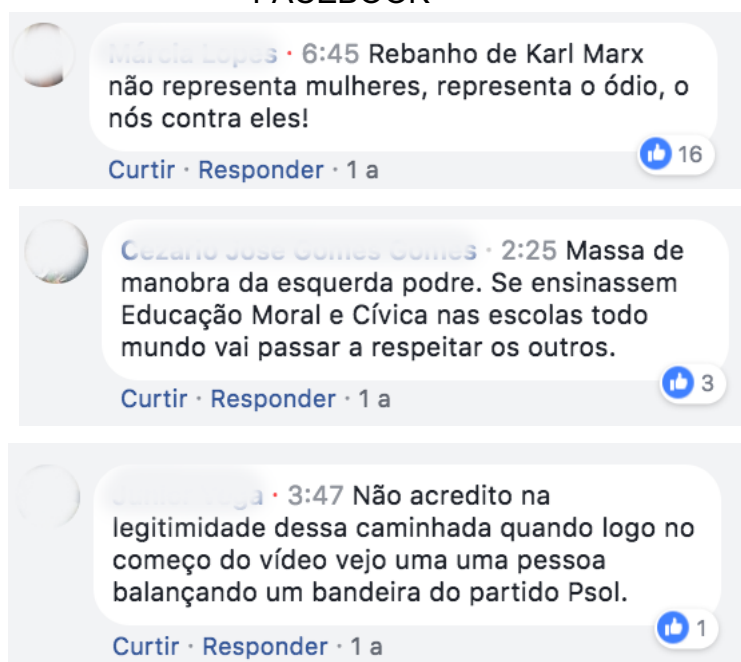 FACEBOOK
· 6:45 Rebanho de Karl Marx
não representa mulheres, representa o ódio, o
nós contra eles!
16
Curtir · Responder · 1 a
· 2:25 Massa de
manobra da esquerda podre. Se ensinassem
Educação Moral e Cívica nas escolas todo
mundo vai passar a respeitar os outros.
3
Curtir · Responder · 1 a
· 3:47 Não acredito na
legitimidade dessa caminhada quando logo no
começo do vídeo vejo uma uma pessoa
balançando um bandeira do partido Psol.
1
Curtir · Responder · 1 a